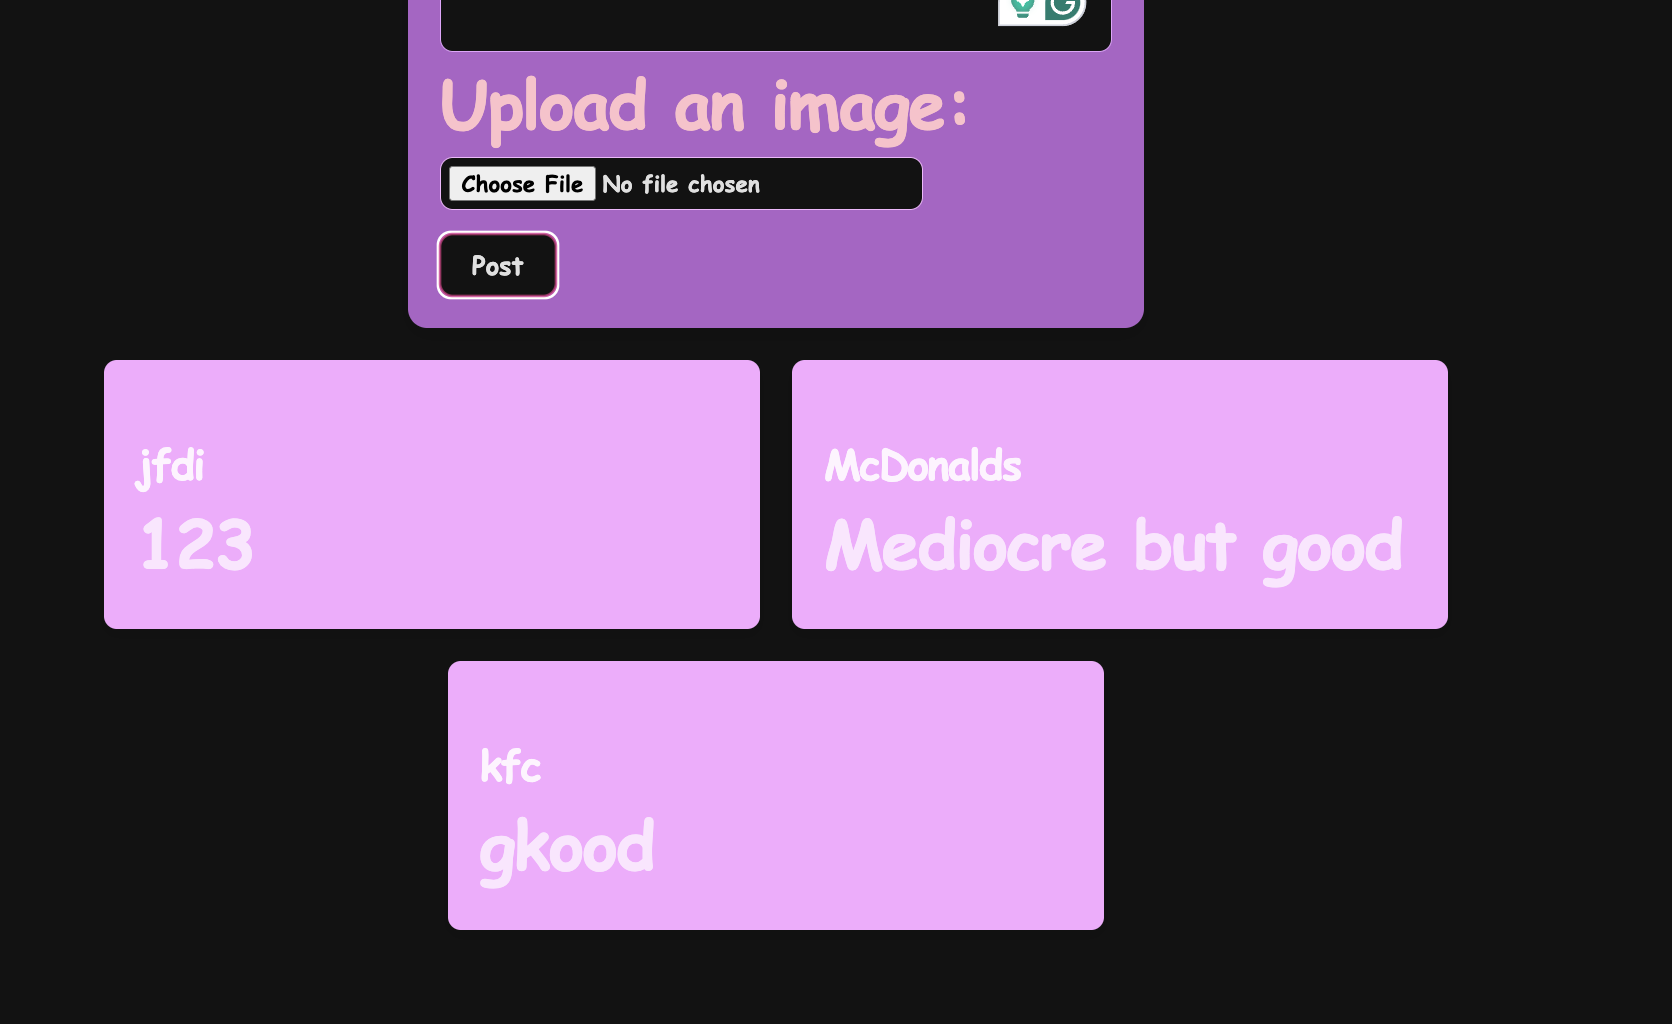 Upload an image:
Choose File No file chosen
Post
jfdi
123
McDonalds
Mediocre but good
kfc
gkood